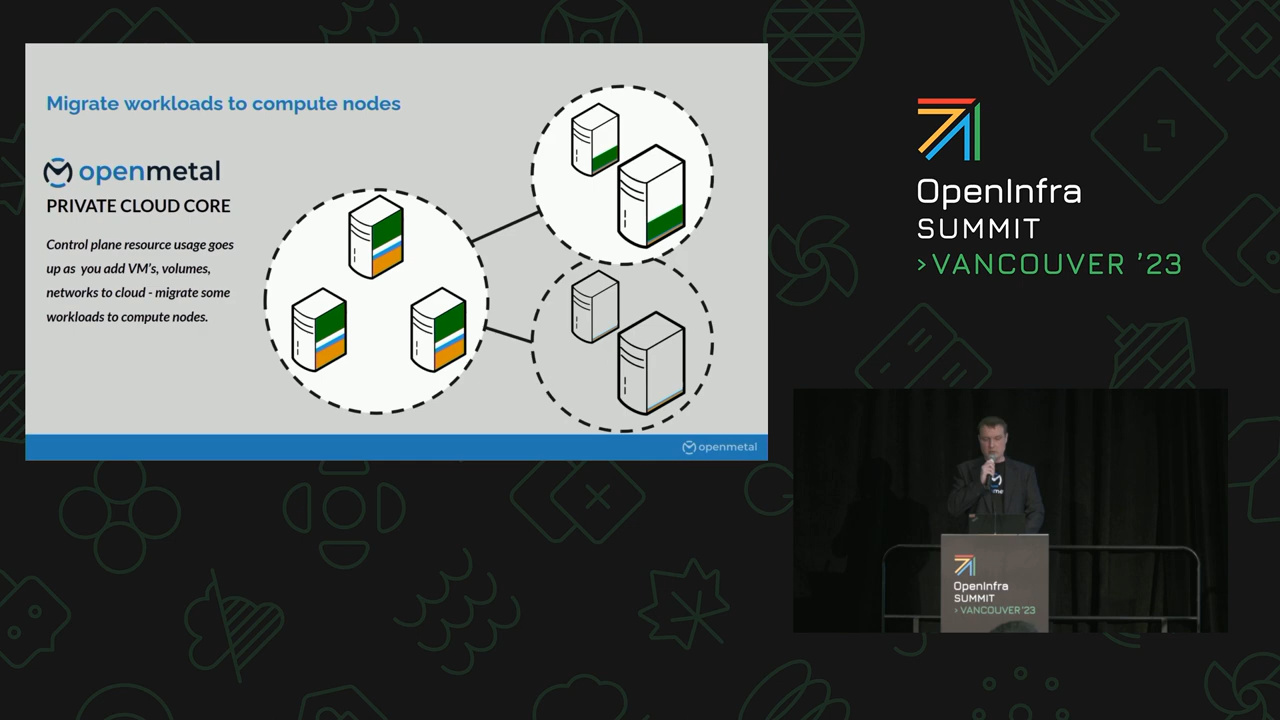 Migrate workloads to compute nodes
openmetal
PRIVATE CLOUD CORE
Control plane resource usage goes
up as you add VM's, volumes,
networks to cloud - migrate some
workloads to compute nodes.
openmetal
OpenInfra
SUMMIT
>VANCOUVER '23
OpenInfra
SUMMIT
>VANCOUVER '23